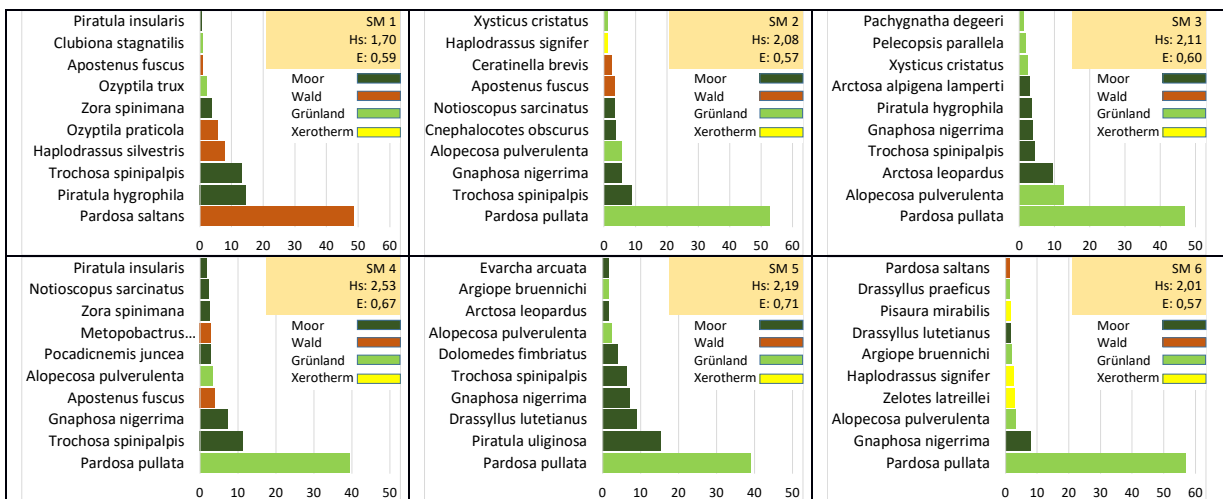 Piratula insularis
Clubiona stagnatilis
Apostenus fuscus
Ozyptila trux
Zora spinimana
Ozyptila praticola
Haplodrassus silvestris
Trochosa spinipalpis
Piratula hygrophila
Pardosa saltans
0 10 20 30 40 50 60
SM 1
Hs: 1,70
E: 0,59
Moor
Wald
Grünland
Xerotherm
Xysticus cristatus
Haplodrassus signifer
Ceratinella brevis
Apostenus fuscus
Notioscopus sarcinatus
Cnephalocotes obscurus
Alopecosa pulverulenta
Gnaphosa nigerrima
Trochosa spinipalpis
Pardosa pullata
0 10 20 30 40 50 60
SM 2
Hs: 2,08
E: 0,57
Moor
Wald
Grünland
Xerotherm
Pachygnatha degeeri
Pelecopsis parallela
Xysticus cristatus
Arctosa alpigena lamperti
Piratula hygrophila
Gnaphosa nigerrima
Trochosa spinipalpis
Arctosa leopardus
Alopecosa pulverulenta
Pardosa pullata
0 10 20 30 40 50
SM 3
Hs: 2,11
E: 0,60
Moor
Wald
Grünland
Xerotherm
Piratula insularis
Notioscopus sarcinatus
Zora spinimana
Metopobactrus...
Pocadicnemis juncea
Alopecosa pulverulenta
Apostenus fuscus
Gnaphosa nigerrima
Trochosa spinipalpis
Pardosa pullata
0 10 20 30 40 50
SM 4
Hs: 2,53
E: 0,67
Moor
Wald
Grünland
Xerotherm
Evarcha arcuata
Argiope bruennichi
Arctosa leopardus
Alopecosa pulverulenta
Dolomedes fimbriatus
Trochosa spinipalpis
Gnaphosa nigerrima
Drassyllus lutetianus
Piratula uliginosa
Pardosa pullata
0 10 20 30 40 50
SM 5
Hs: 2,19
E: 0,71
Moor
Wald
Grünland
Xerotherm
Pardosa saltans
Drassyllus praeficus
Pisaura mirabilis
Drassyllus lutetianus
Argiope bruennichi
Haplodrassus signifer
Zelotes latreillei
Alopecosa pulverulenta
Gnaphosa nigerrima
Pardosa pullata
0 10 20 30 40 50 60
SM 6
Hs: 2,01
E: 0,57
Moor
Wald
Grünland
Xerotherm